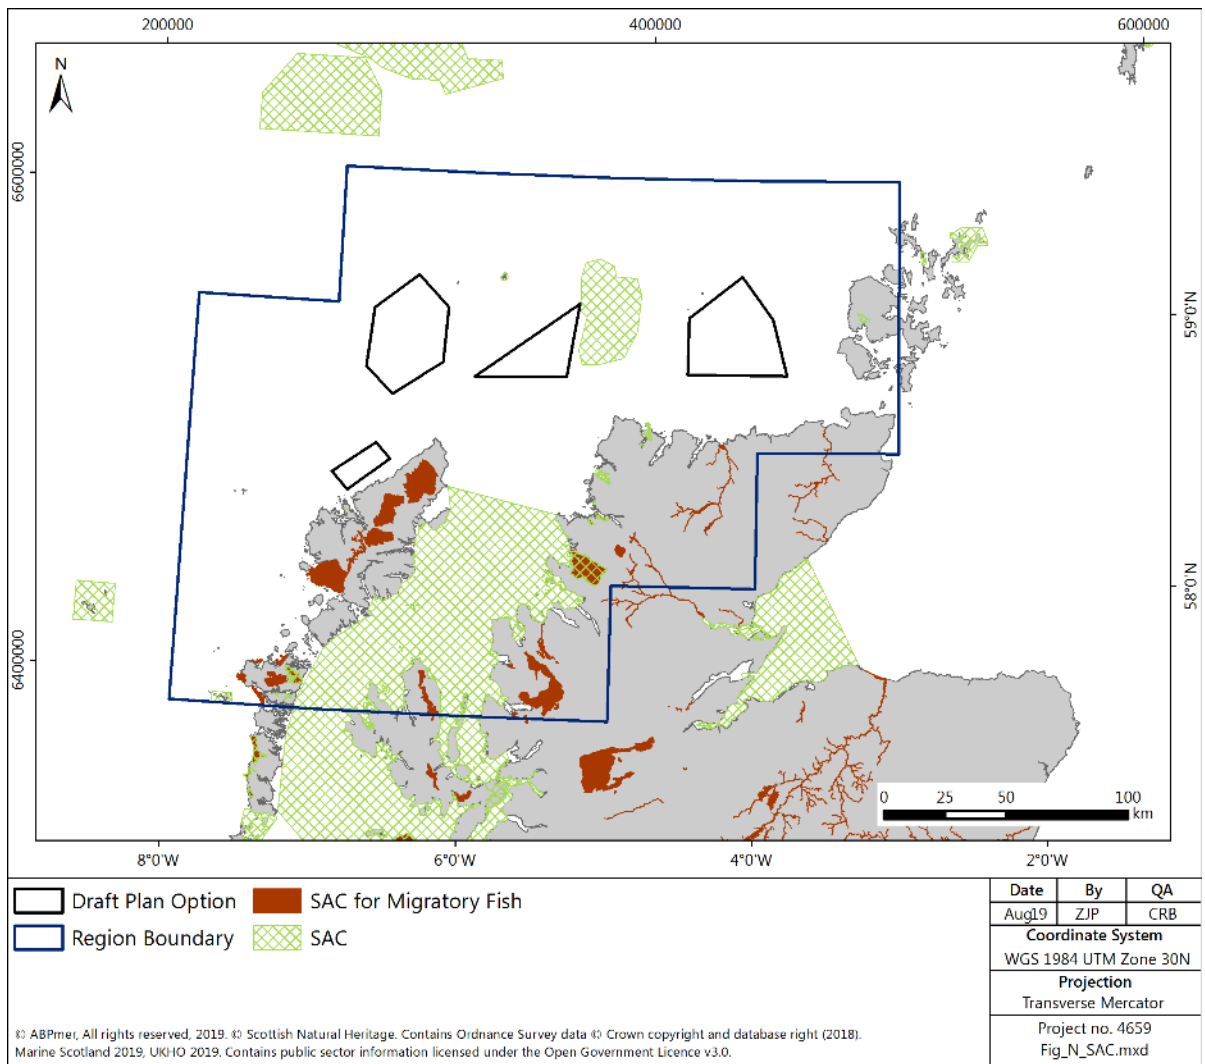 200000 400000 600000
N
6600000
6400000
59°0'N
58°0'N
0 25 50 100
km
8°0'W 6°0'W 4°0'W 2°0'W
Draft Plan Option
SAC for Migratory Fish
Region Boundary
SAC
Date By QA
Aug19 ZJP CRB
Coordinate System
WGS 1984 UTM Zone 30N
Projection
Transverse Mercator
Project no. 4659
Fig_N_SAC.mxd
© ABPmer, All rights reserved, 2019. © Scottish Natural Heritage. Contains Ordnance Survey data © Crown copyright and database right (2018).
Marine Scotland 2019, UKHO 2019. Contains public sector information licensed under the Open Government Licence v3.0.